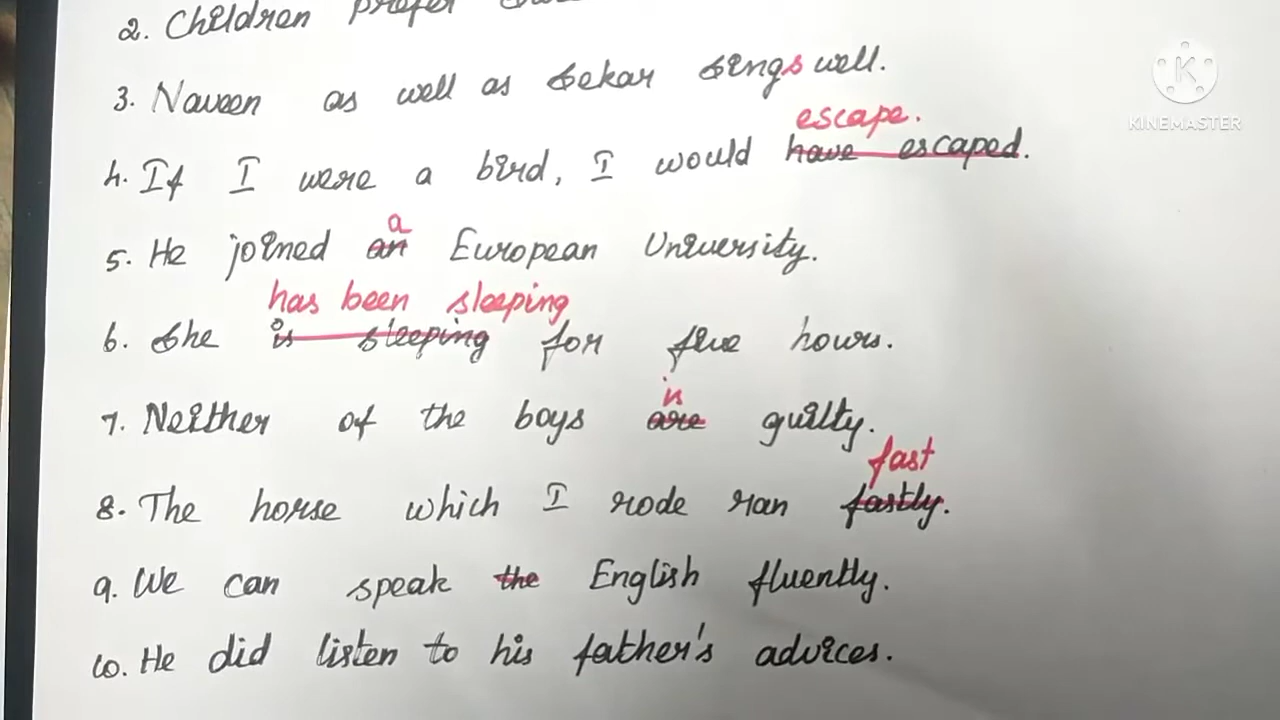 2. Children prefer
3. Naveen as well as Sekar sings well.
escape.
4. If I were a bird, I would have escaped.
a
5. He joined an European University.
has been sleeping
6. She is sleeping for five hours.
is
7. Neither of the boys are guilty.
fast
8. The horse which I rode ran fastly.
9. We can speak the English fluently.
10. He did listen to his father's advices.
K
KINEMASTER